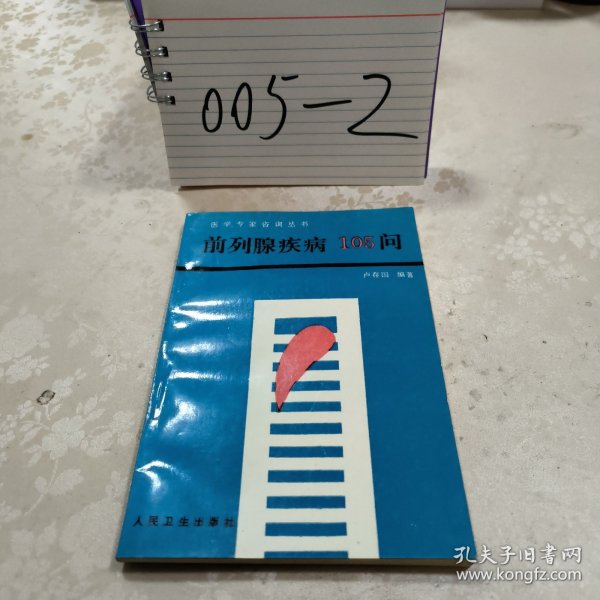 005-2
医学专家咨询丛书
前列腺疾病 105问
卢春国 编著
人民卫生出版社
孔夫子旧书网
www.kongfz.com